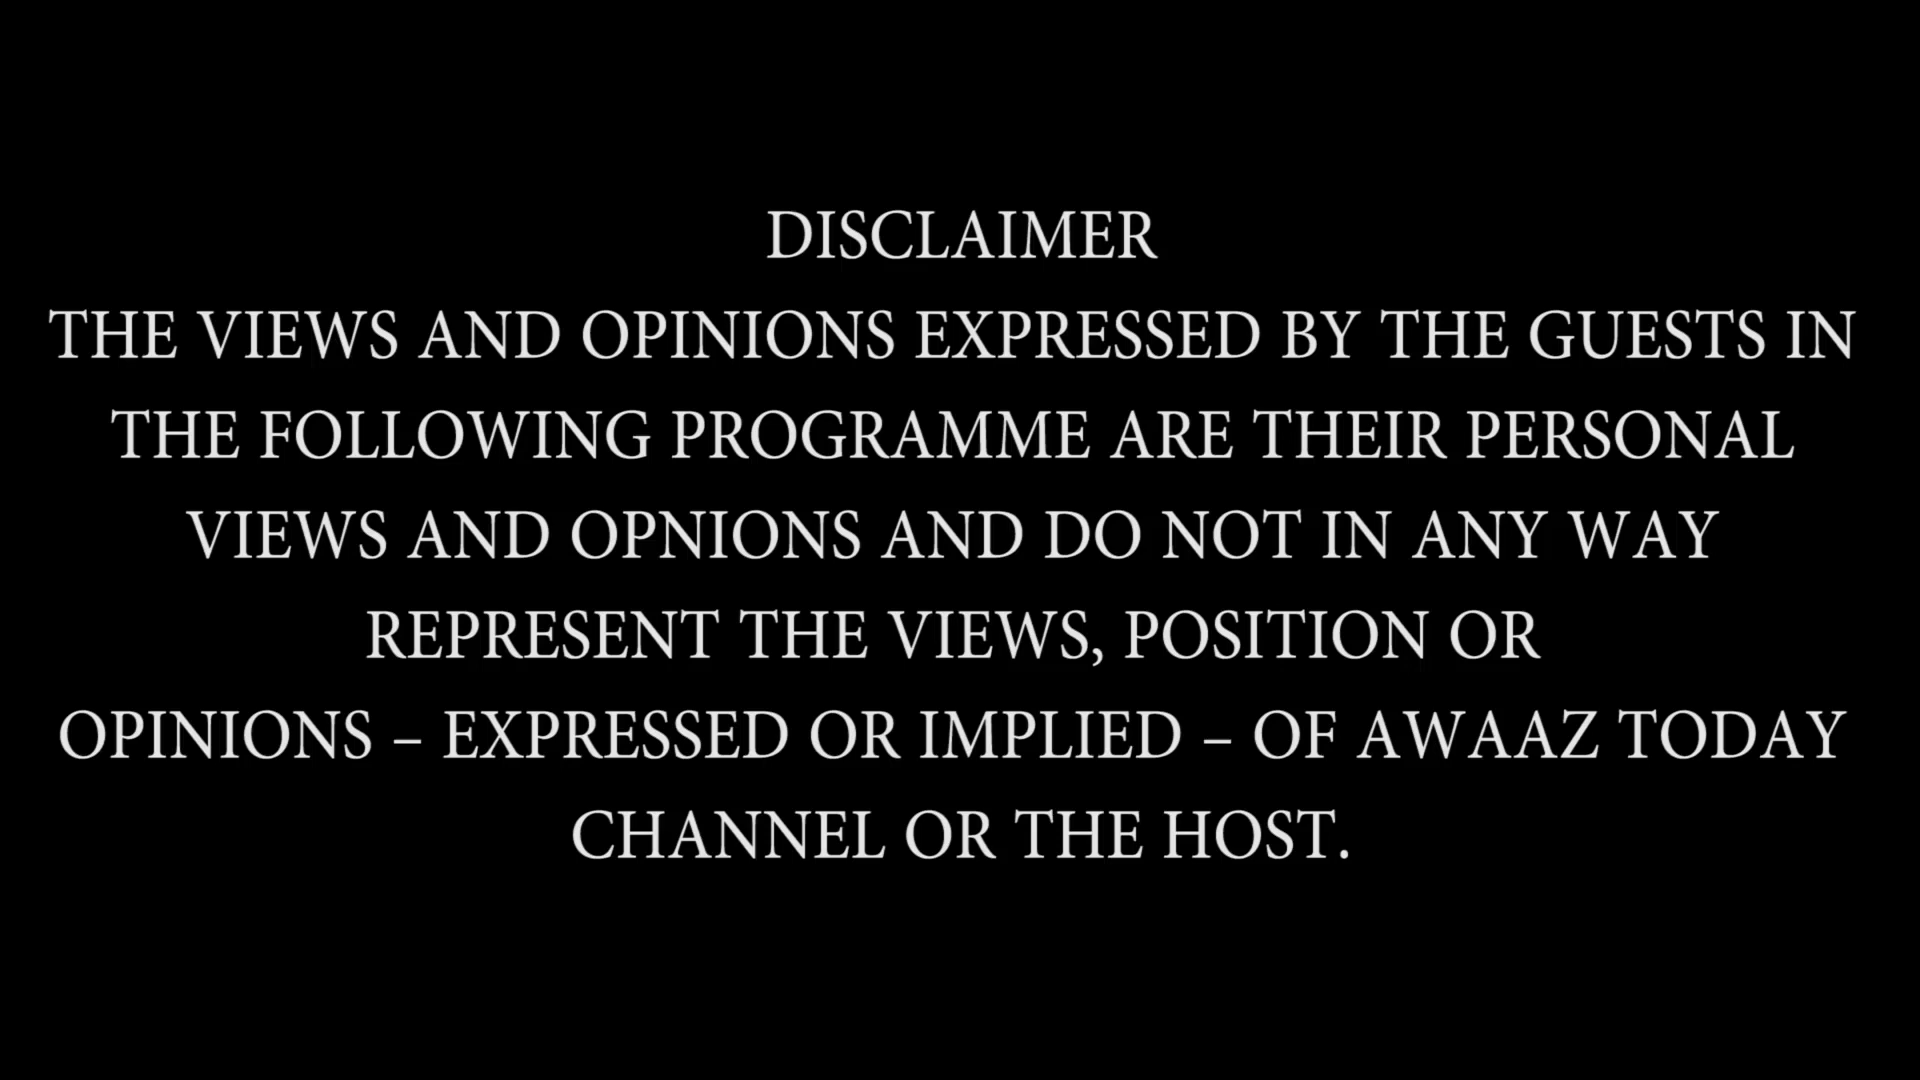 DISCLAIMER
THE VIEWS AND OPINIONS EXPRESSED BY THE GUESTS IN
THE FOLLOWING PROGRAMME ARE THEIR PERSONAL
VIEWS AND OPNIONS AND DO NOT IN ANY WAY
REPRESENT THE VIEWS, POSITION OR
OPINIONS – EXPRESSED OR IMPLIED – OF AWAAZ TODAY
CHANNEL OR THE HOST.